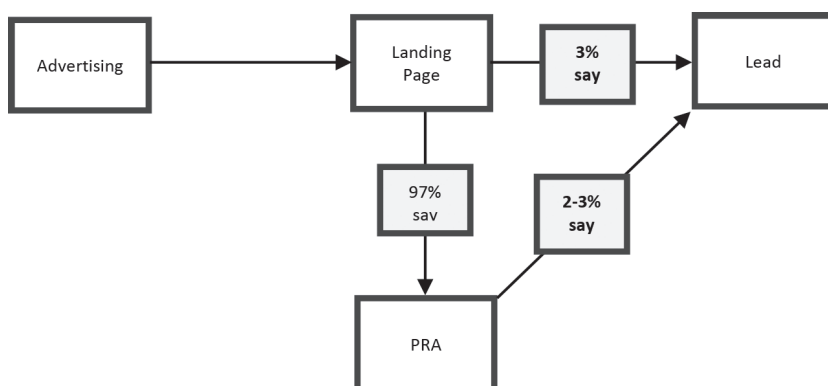 Advertising
Landing
Page
3%
say
Lead
97%
sav
2-3%
say
PRA